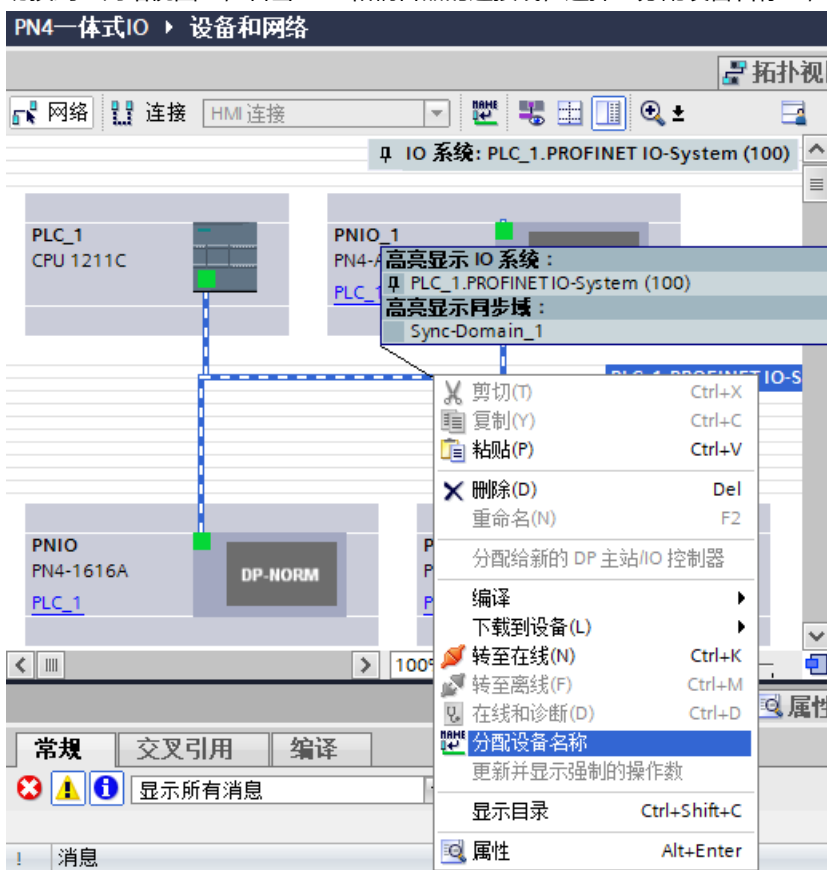 PN4一体式IO ▸ 设备和网络
拓扑视
网络 连接 HMI 连接
IO 系统: PLC_1.PROFINET IO-System (100)
PLC_1
CPU 1211C
PNIO_1
PN4-
PLC_1
高亮显示 IO 系统：
PLC_1.PROFINET IO-System (100)
高亮显示同步域：
Sync-Domain_1
剪切(T) Ctrl+X
复制(Y) Ctrl+C
粘贴(P) Ctrl+V
删除(D) Del
重命名(N) F2
分配给新的 DP 主站/IO 控制器
编译
下载到设备(L)
转至在线(N) Ctrl+K
转至离线(F) Ctrl+M
在线和诊断(D) Ctrl+D
分配设备名称
更新并显示强制的操作数
显示目录 Ctrl+Shift+C
属性 Alt+Enter
PNIO
PN4-1616A
PLC_1
DP-NORM
P
P
P
100%
属性
常规 交叉引用 编译
显示所有消息
! 消息